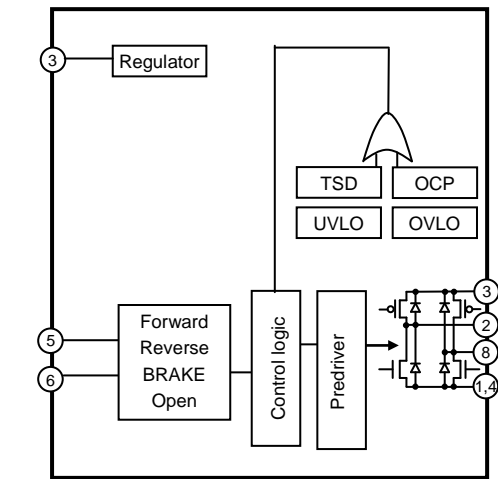 3
Regulator
TSD
OCP
UVLO
OVLO
3
2
8
1,4
5
6
Forward
Reverse
BRAKE
Open
Control logic
Predriver